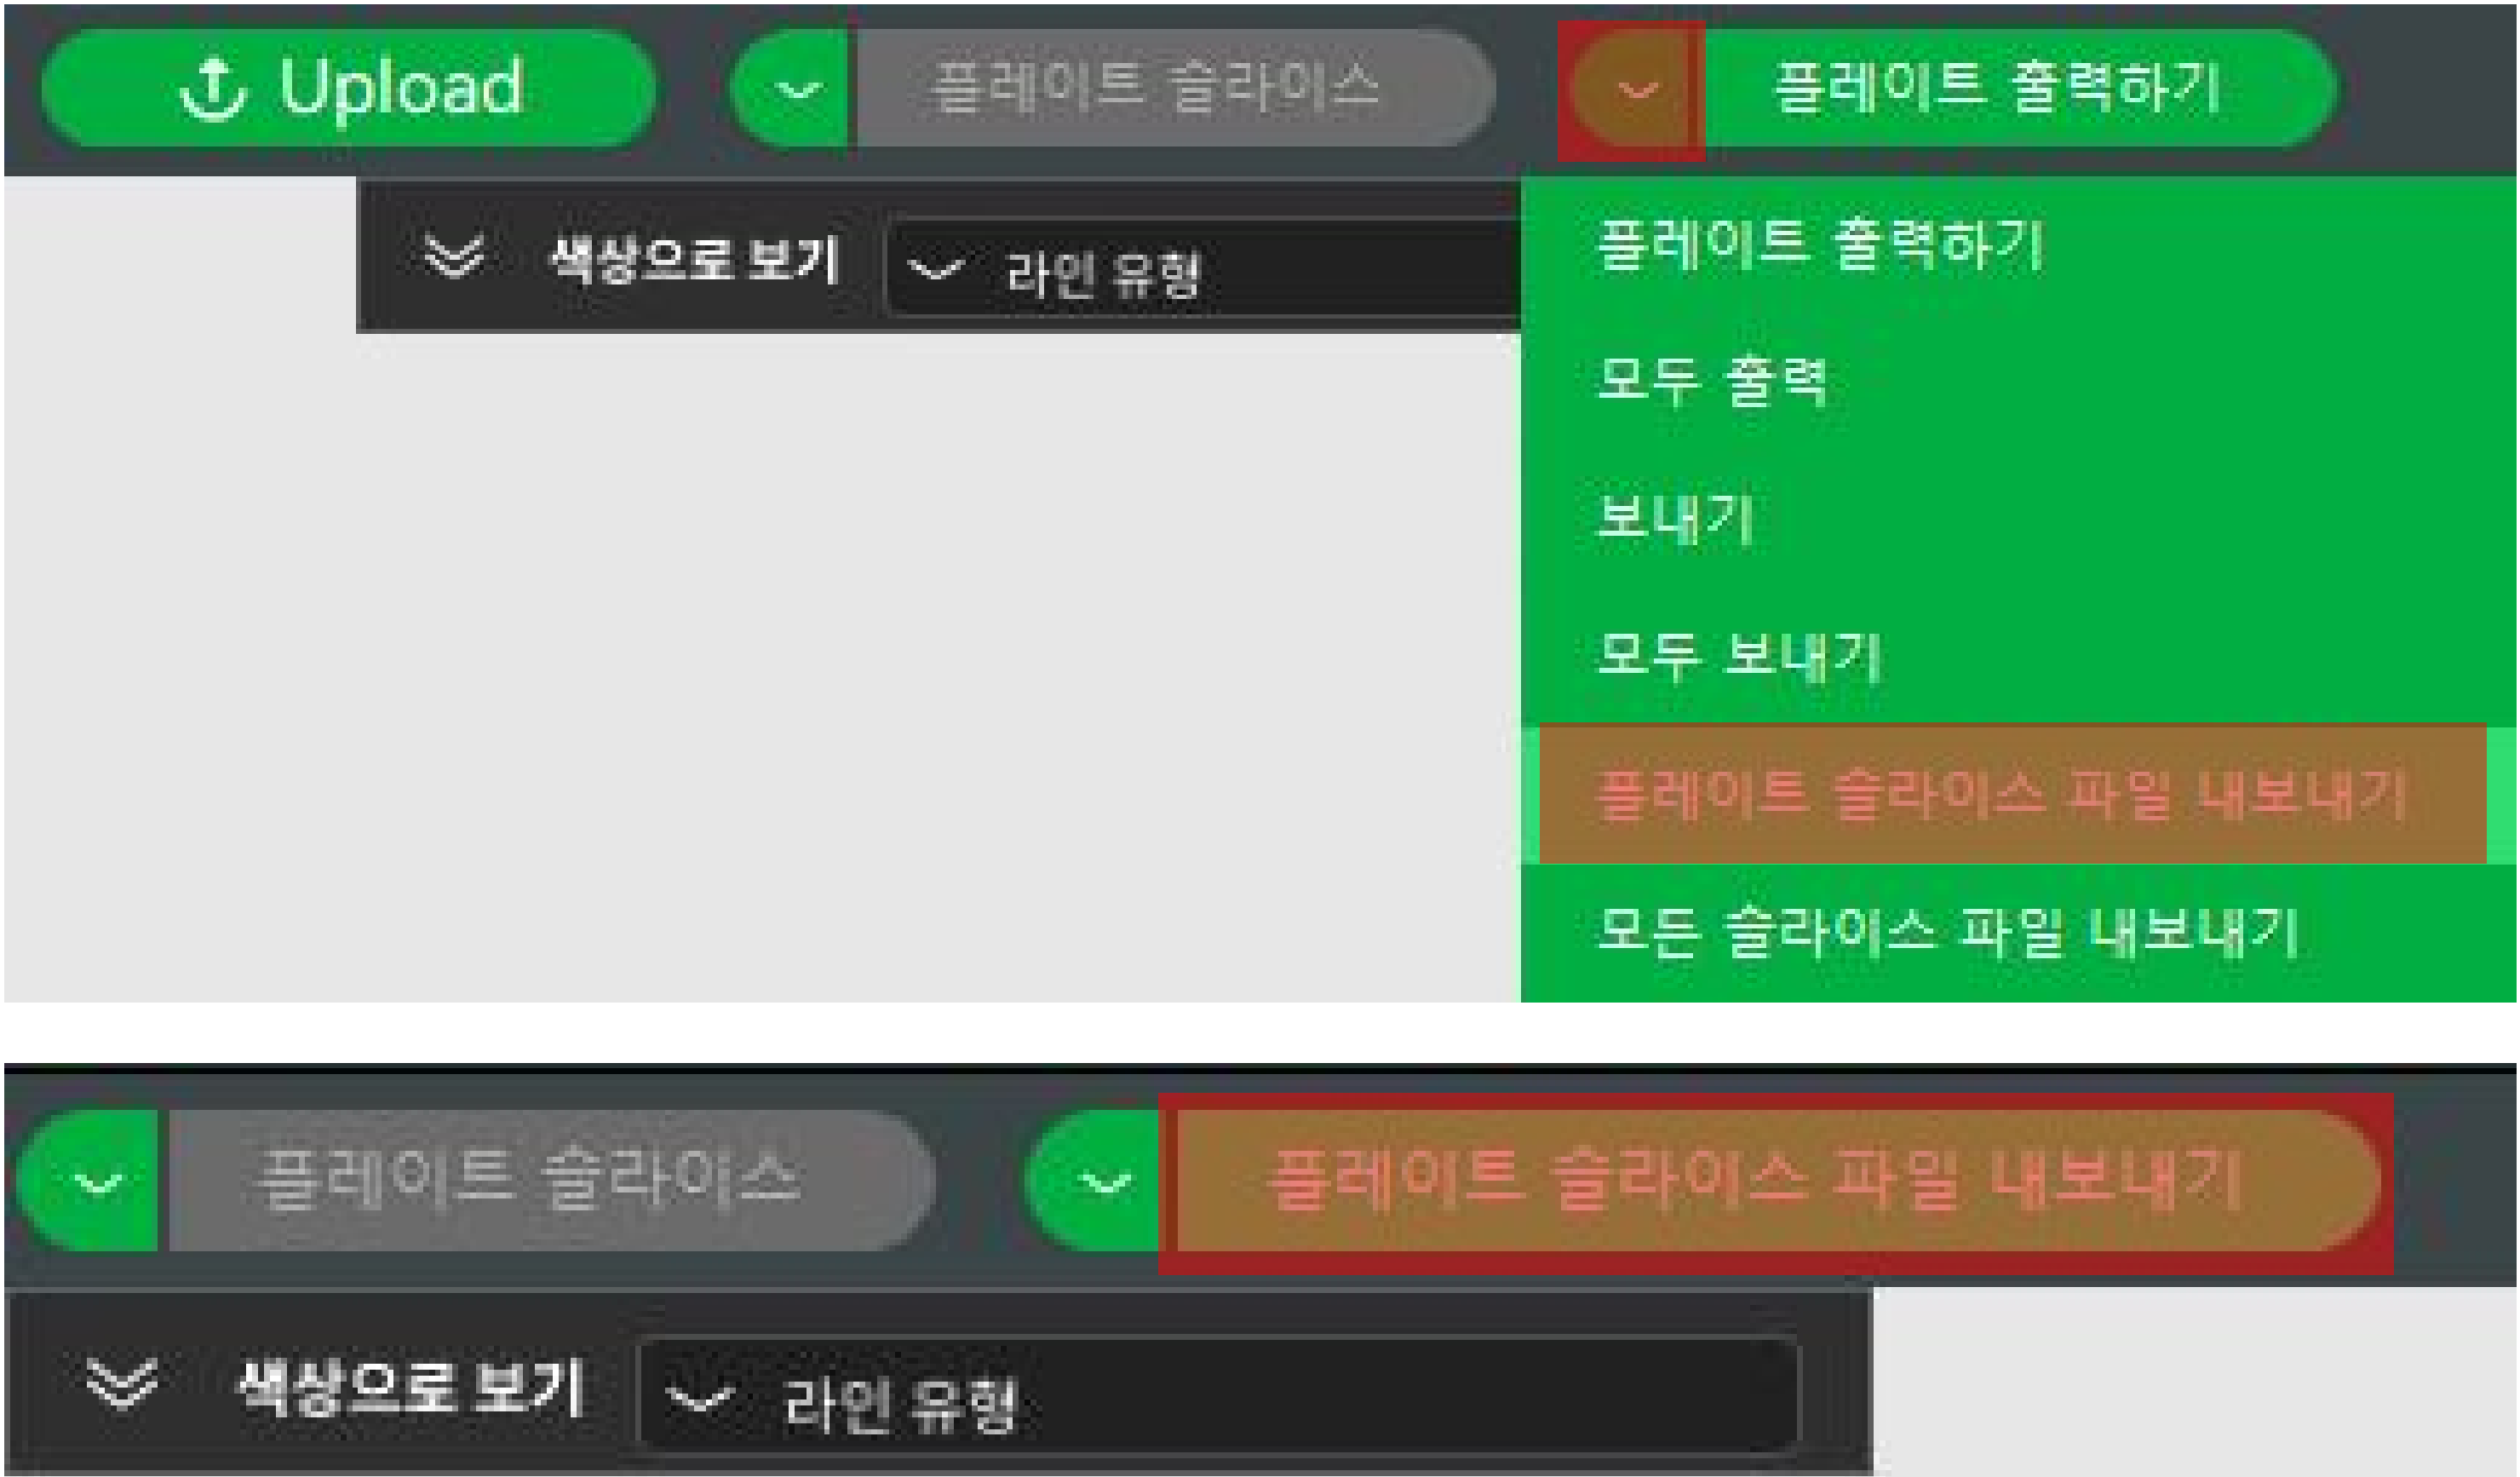 Upload 플레이트 슬라이스 플레이트 출력하기
색상으로 보기 라인 유형
플레이트 출력하기
모두 출력
보내기
모두 보내기
플레이트 슬라이스 파일 내보내기
모든 슬라이스 파일 내보내기
플레이트 슬라이스 플레이트 슬라이스 파일 내보내기
색상으로 보기 라인 유형